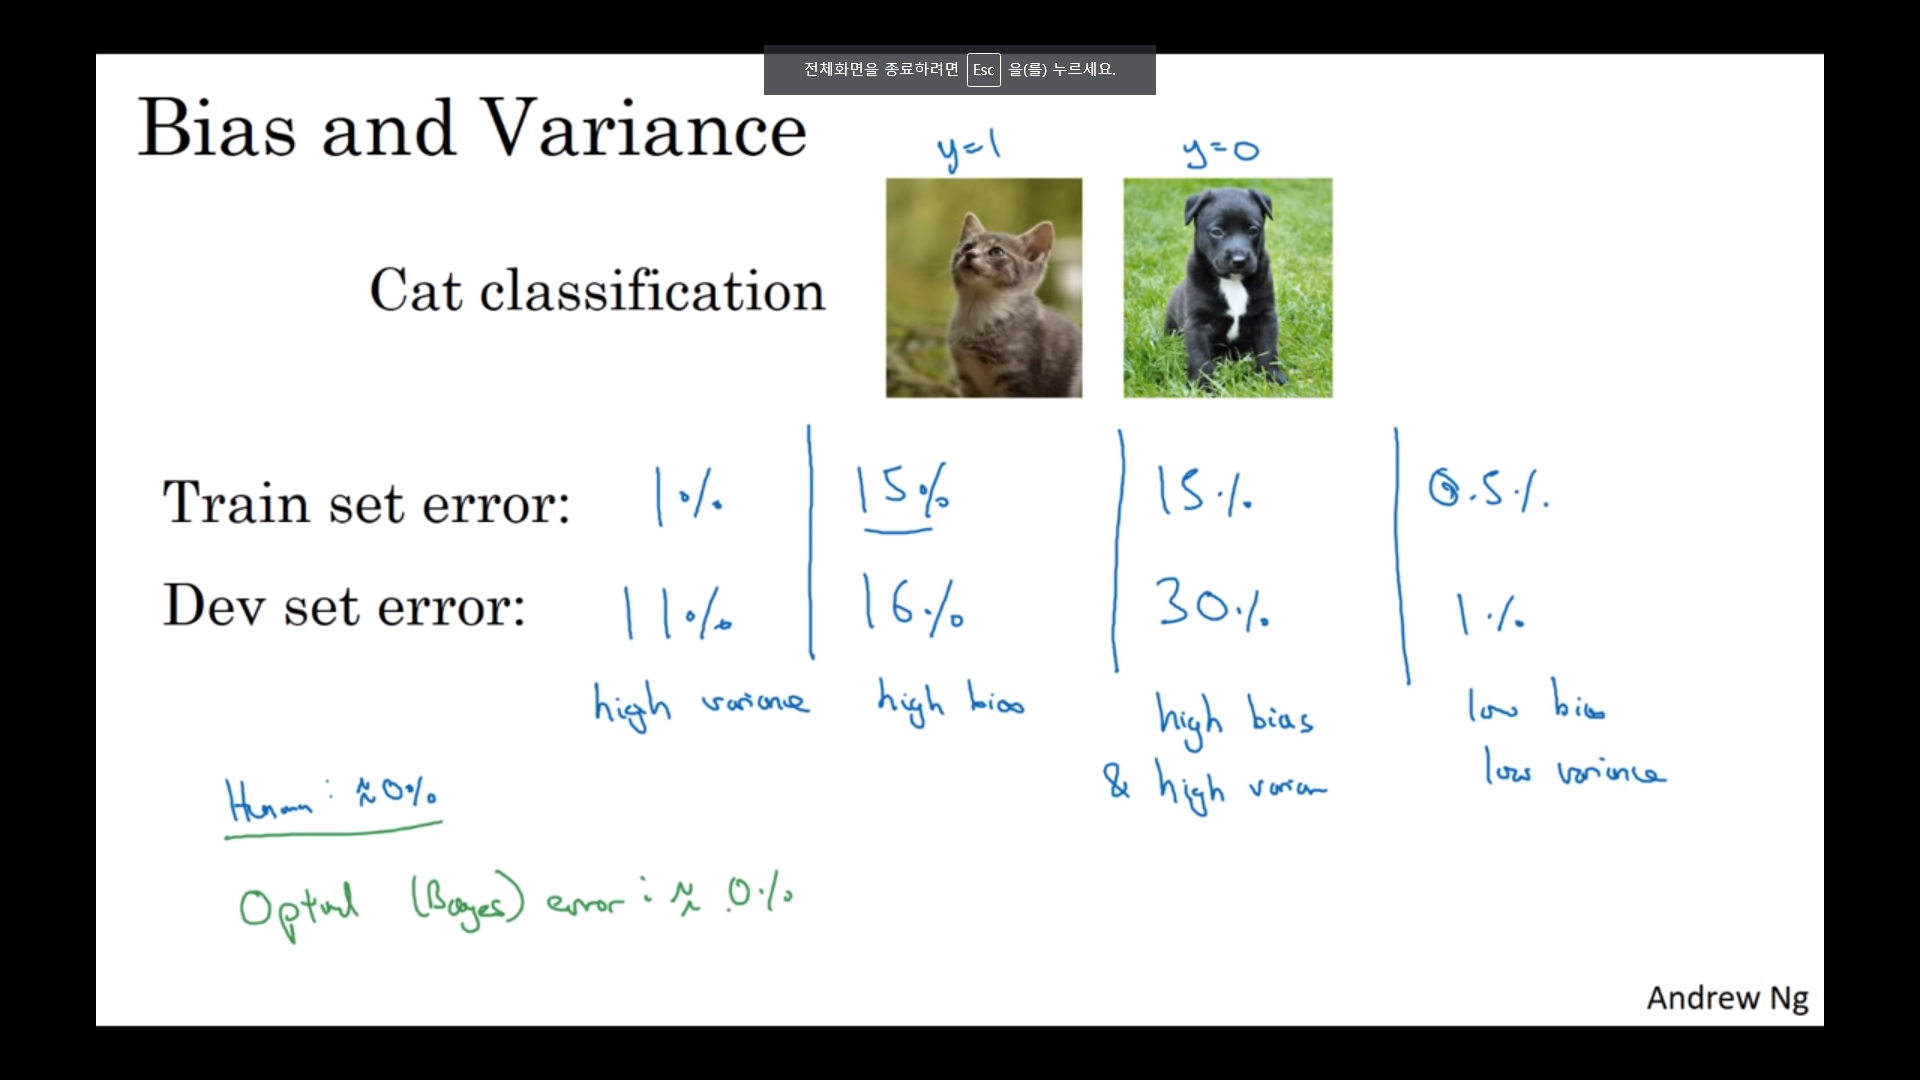 전체화면을 종료하려면 Esc 을(를) 누르세요.
Bias and Variance
y=1 y=0
Cat classification
Train set error: 1% 15% 15% 0.5%
Dev set error: 11% 16% 30% 1%
high variance high bias high bias low bias
& high varian low variance
Human: ≈0%
Optimal (Bayes) error: ≈ 0%
Andrew Ng